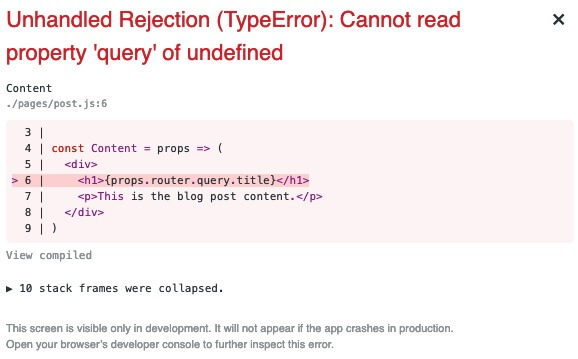 Unhandled Rejection (TypeError): Cannot read
property 'query' of undefined
×
Content
./pages/post.js:6
3 |
4 | const Content = props => (
5 |   <div>
> 6 |     <h1>{props.router.query.title}</h1>
7 |     <p>This is the blog post content.</p>
8 |   </div>
9 | )
View compiled
▶ 10 stack frames were collapsed.
This screen is visible only in development. It will not appear if the app crashes in production.
Open your browser's developer console to further inspect this error.